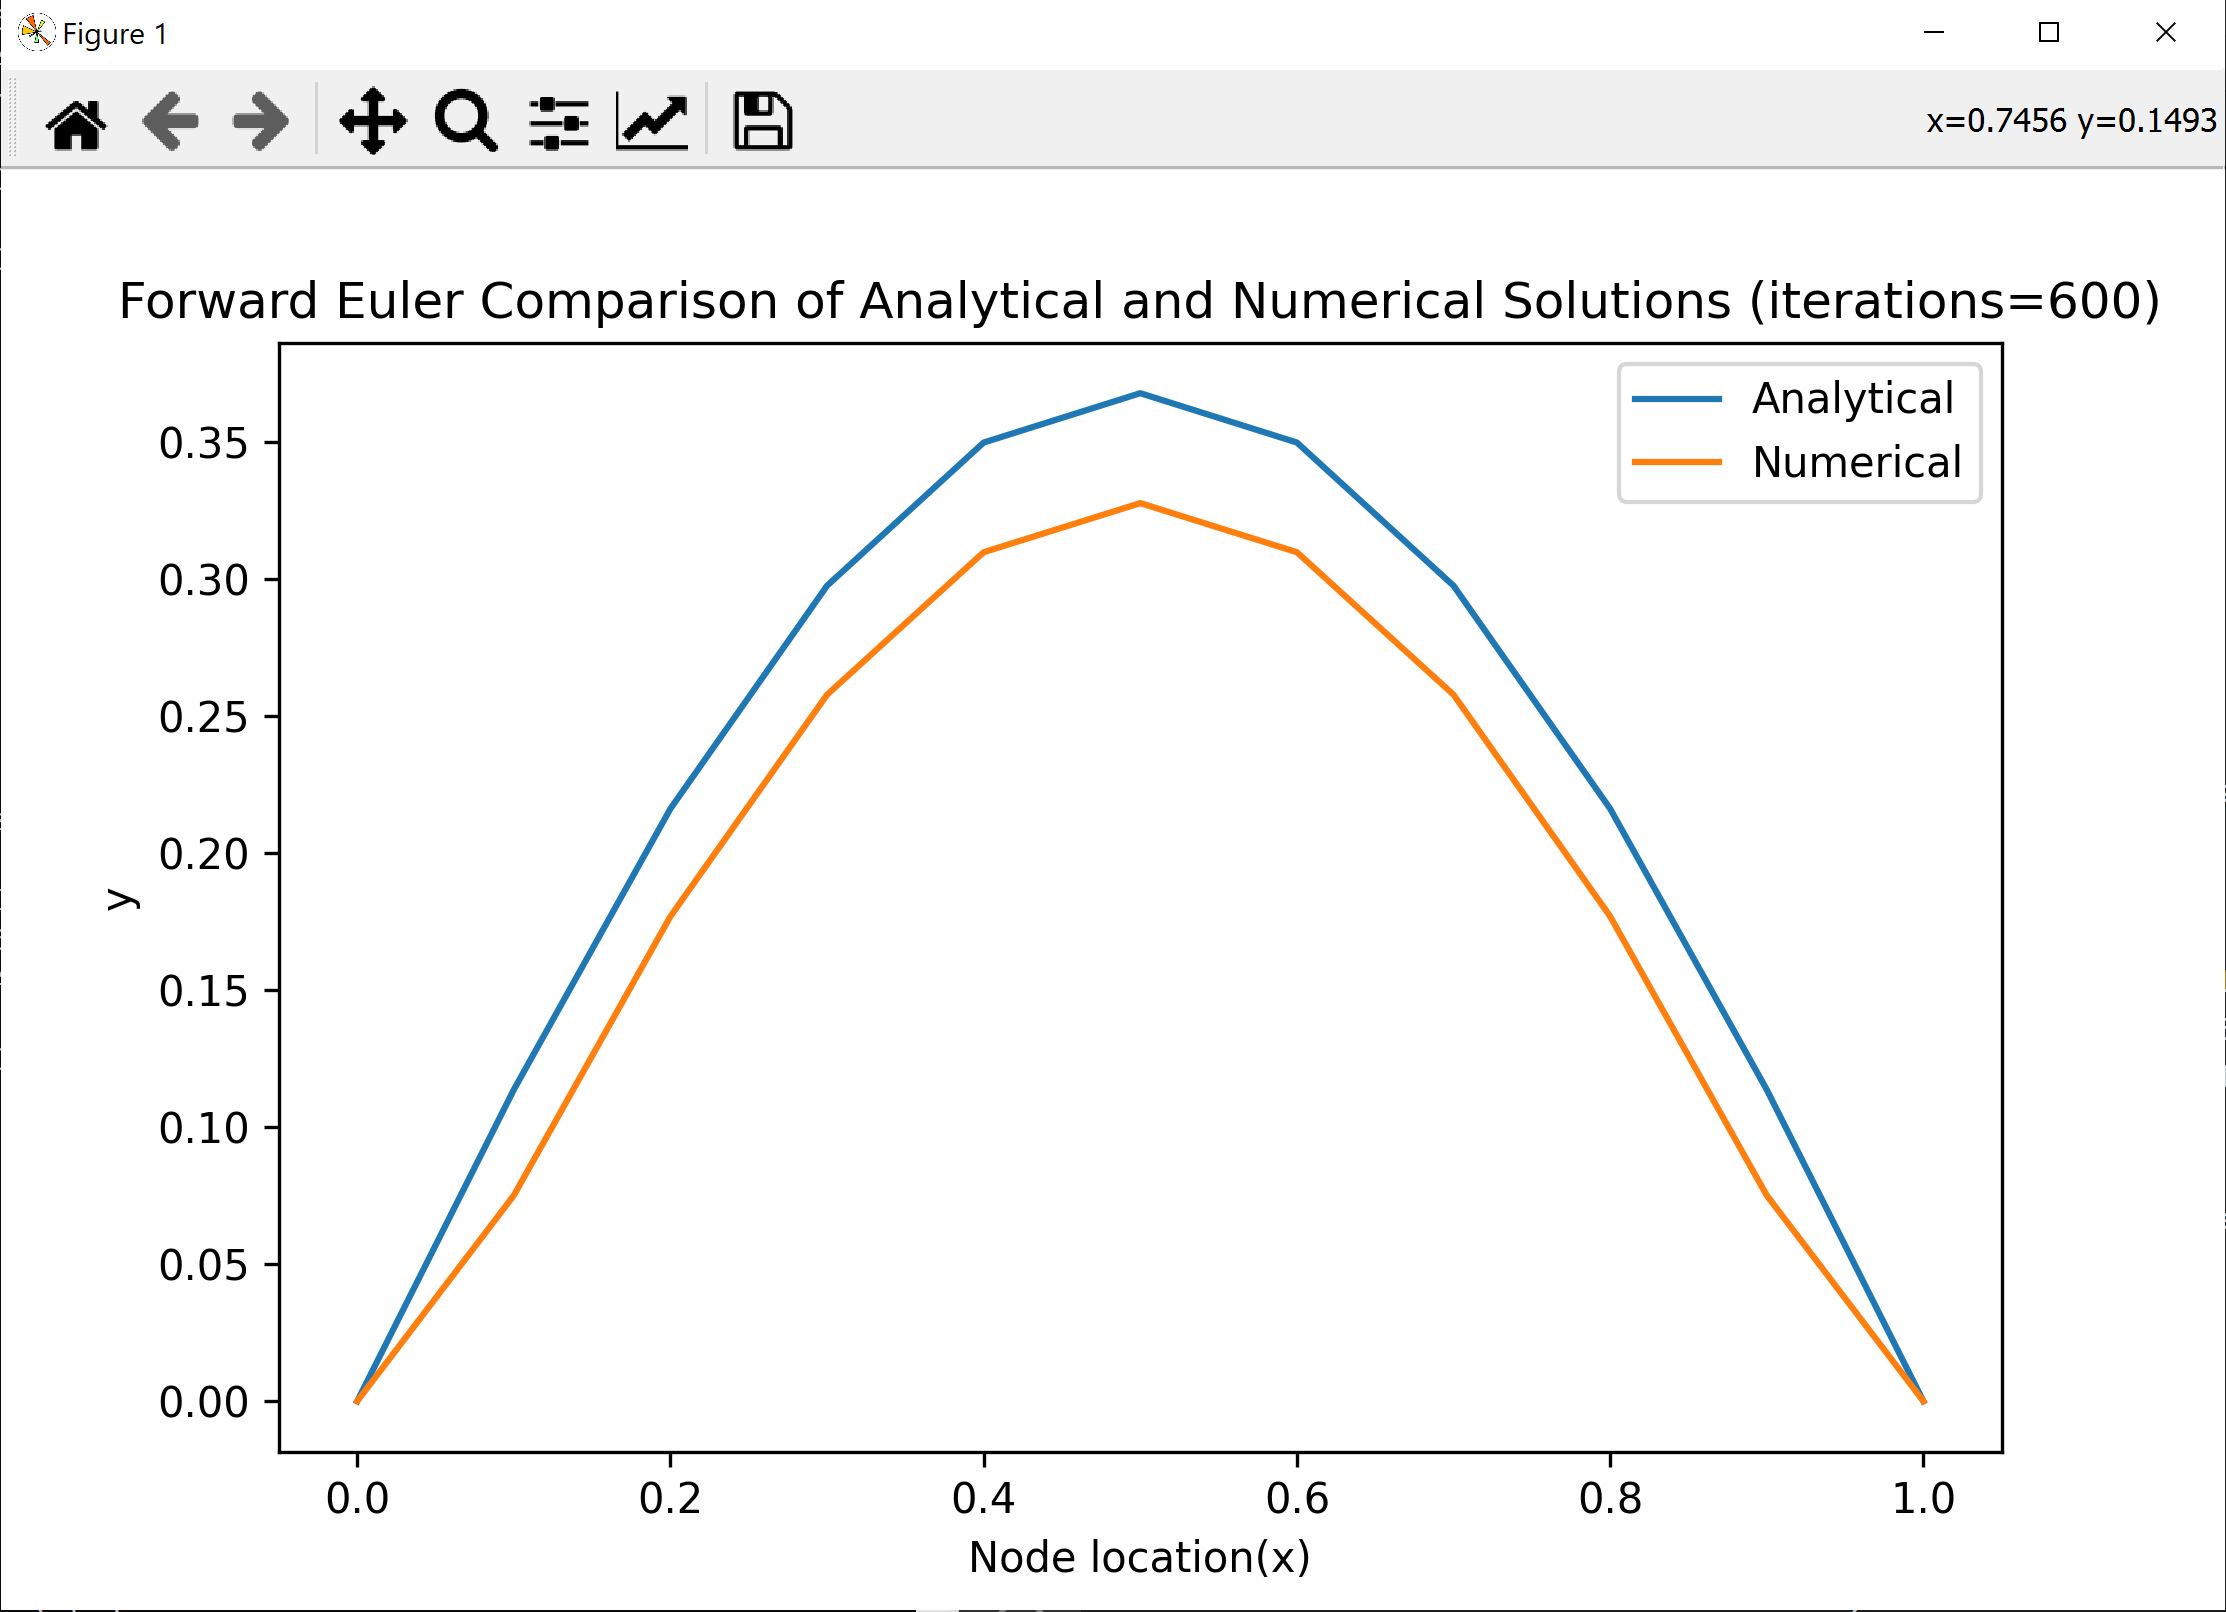 Figure 1
x=0.7456 y=0.1493
Forward Euler Comparison of Analytical and Numerical Solutions (iterations=600)
Analytical
Numerical
0.35
0.30
0.25
0.20
0.15
0.10
0.05
0.00
y
0.0 0.2 0.4 0.6 0.8 1.0
Node location(x)